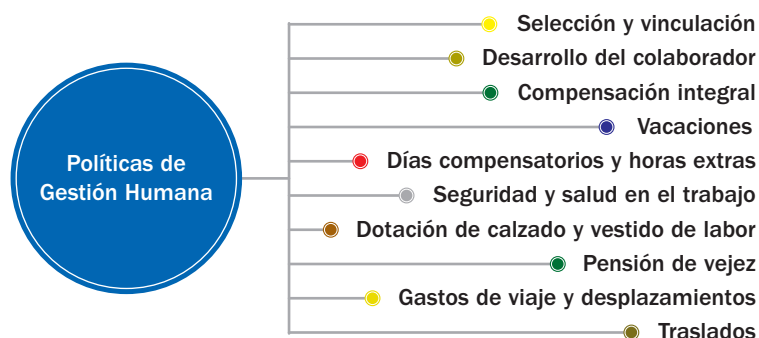 Políticas de
Gestión Humana
Selección y vinculación
Desarrollo del colaborador
Compensación integral
Vacaciones
Días compensatorios y horas extras
Seguridad y salud en el trabajo
Dotación de calzado y vestido de labor
Pensión de vejez
Gastos de viaje y desplazamientos
Traslados